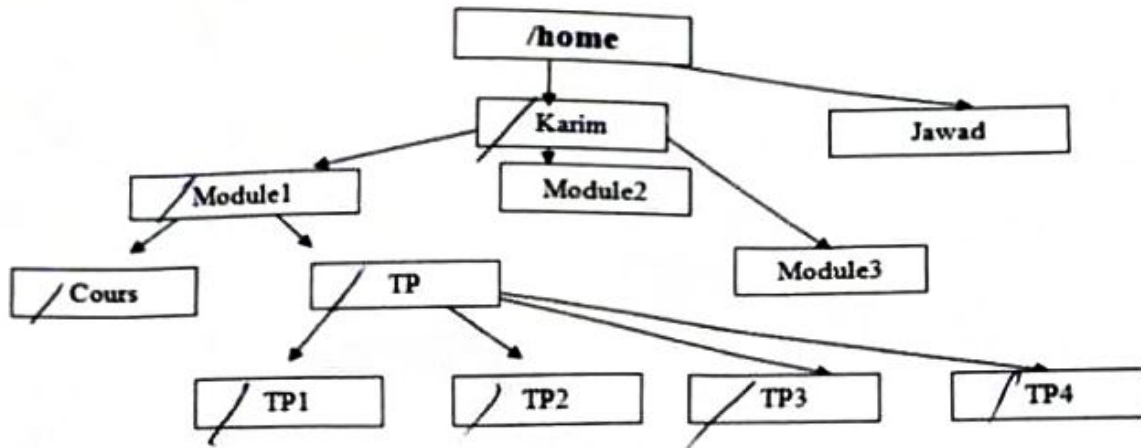 /home
Karim
Jawad
Module1
Module2
Module3
Cours
TP
TP1
TP2
TP3
TP4